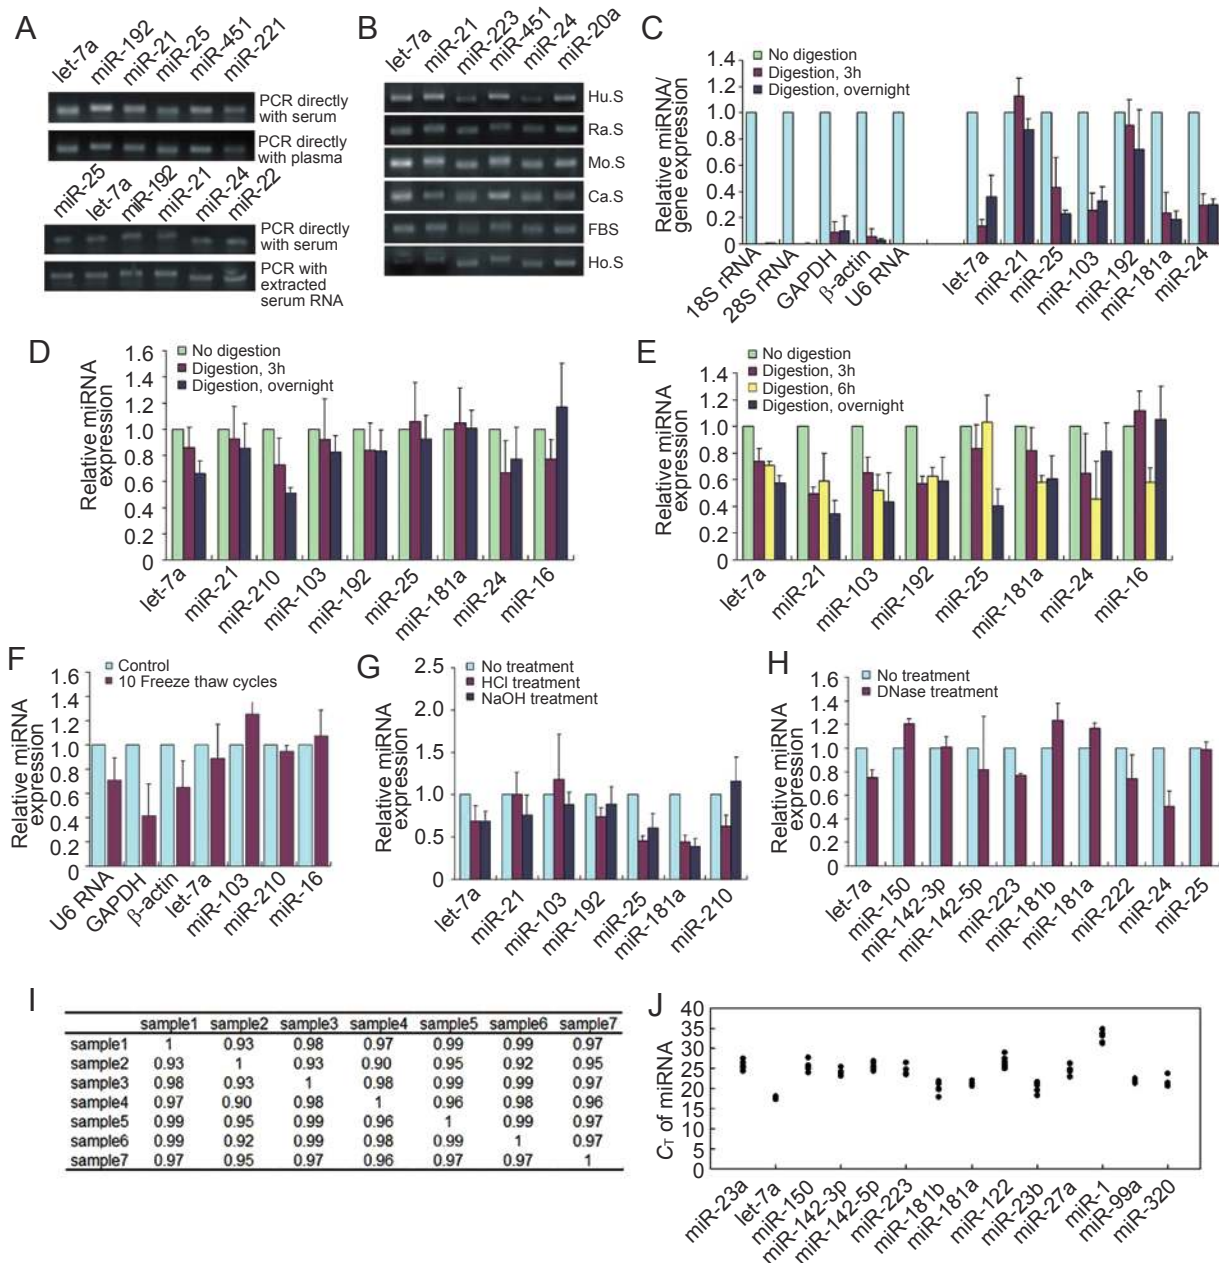 A
let-7a
miR-192
miR-21
miR-25
miR-451
miR-221
PCR directly
with serum
PCR directly
with plasma
miR-25
let-7a
miR-192
miR-21
miR-24
miR-22
PCR directly
with serum
PCR with
extracted
serum RNA
B
let-7a
miR-21
miR-223
miR-451
miR-24
miR-20a
Hu.S
Ra.S
Mo.S
Ca.S
FBS
Ho.S
C
No digestion
Digestion, 3h
Digestion, overnight
Relative miRNA/
gene expression
1.4
1.2
1.0
0.8
0.6
0.4
0.2
0
18S rRNA
28S rRNA
GAPDH
β-actin
U6 RNA
let-7a
miR-21
miR-25
miR-103
miR-192
miR-181a
miR-24
D
No digestion
Digestion, 3h
Digestion, overnight
Relative miRNA
expression
1.6
1.4
1.2
1.0
0.8
0.6
0.4
0.2
0
let-7a
miR-21
miR-210
miR-103
miR-192
miR-25
miR-181a
miR-24
miR-16
E
No digestion
Digestion, 3h
Digestion, 6h
Digestion, overnight
Relative miRNA
expression
1.4
1.2
1.0
0.8
0.6
0.4
0.2
0
let-7a
miR-21
miR-103
miR-192
miR-25
miR-181a
miR-24
miR-16
F
Control
10 Freeze thaw cycles
Relative miRNA
expression
1.6
1.4
1.2
1.0
0.8
0.6
0.4
0.2
0
U6 RNA
GAPDH
β-actin
let-7a
miR-103
miR-210
miR-16
G
No treatment
HCl treatment
NaOH treatment
Relative miRNA
expression
2.5
2.0
1.5
1.0
0.5
0
let-7a
miR-21
miR-103
miR-192
miR-25
miR-181a
miR-210
H
No treatment
DNase treatment
Relative miRNA
expression
1.6
1.4
1.2
1.0
0.8
0.6
0.4
0.2
0
let-7a
miR-150
miR-142-3p
miR-142-5p
miR-223
miR-181b
miR-181a
miR-222
miR-24
miR-25
I
sample1 sample2 sample3 sample4 sample5 sample6 sample7
sample1 1 0.93 0.98 0.97 0.99 0.99 0.97
sample2 0.93 1 0.93 0.90 0.95 0.92 0.95
sample3 0.98 0.93 1 0.98 0.99 0.99 0.97
sample4 0.97 0.90 0.98 1 0.96 0.98 0.96
sample5 0.99 0.95 0.99 0.96 1 0.99 0.97
sample6 0.99 0.92 0.99 0.98 0.99 1 0.97
sample7 0.97 0.95 0.97 0.96 0.97 0.97 1
J
C_T of miRNA
40
35
30
25
20
15
10
5
0
miR-23a
let-7a
miR-150
miR-142-3p
miR-142-5p
miR-223
miR-181b
miR-181a
miR-122
miR-23b
miR-27a
miR-1
miR-99a
miR-320